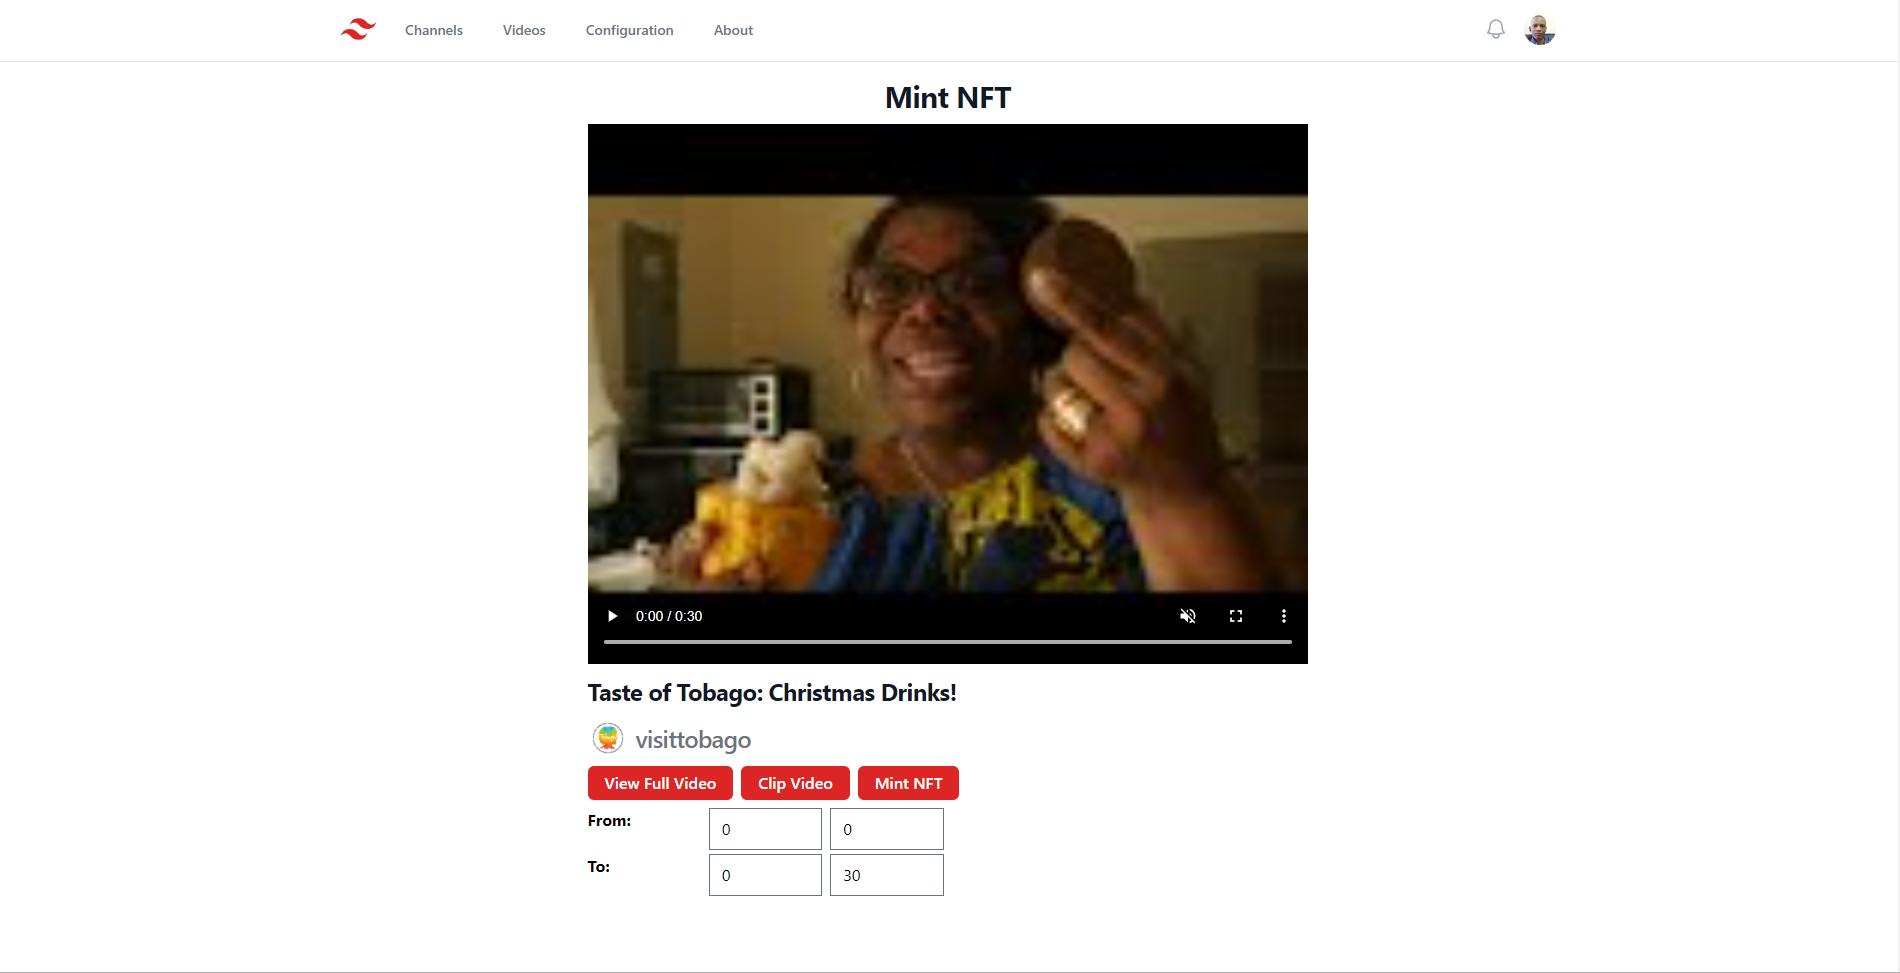 Channels Videos Configuration About
Mint NFT
0:00 / 0:30
Taste of Tobago: Christmas Drinks!
visittobago
View Full Video Clip Video Mint NFT
From: 0 0
To: 0 30